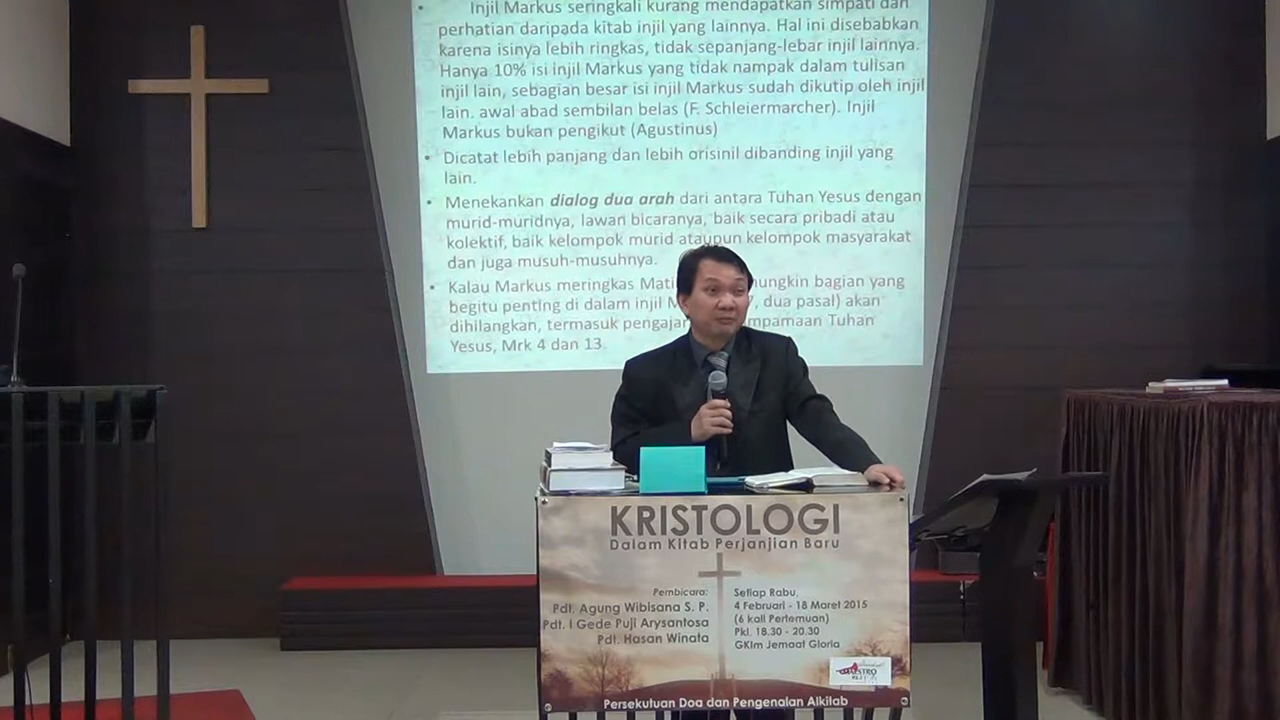 • Injil Markus seringkali kurang mendapatkan simpati dan
perhatian daripada kitab injil yang lainnya. Hal ini disebabkan
karena isinya lebih ringkas, tidak sepanjang-lebar injil lainnya.
Hanya 10% isi injil Markus yang tidak nampak dalam tulisan
injil lain, sebagian besar isi injil Markus sudah dikutip oleh injil
lain. awal abad sembilan belas (F. Schleiermarcher). Injil
Markus bukan pengikut (Agustinus)
• Dicatat lebih panjang dan lebih orisinil dibanding injil yang
lain.
• Menekankan dialog dua arah dari antara Tuhan Yesus dengan
murid-muridnya, lawan bicaranya, baik secara pribadi atau
kolektif, baik kelompok murid ataupun kelompok masyarakat
dan juga musuh-musuhnya.
• Kalau Markus meringkas bagian yang
begitu penting di dalam injil dua pasal) akan
dihilangkan, termasuk Tuhan
Yesus, Mrk 4 dan 13.
KRISTOLOGI
Dalam Kitab Perjanjian Baru
Pembicara:
Pdt. Agung Wibisana S. P.
Pdt. I Gede Puji Arysantosa
Pdt. Hasan Winata
Setiap Rabu,
4 Februari - 18 Maret 2015
(6 kali Pertemuan)
Pkl. 18.30 - 20.30
GKIm Jemaat Gloria
Persekutuan Doa dan Pengenalan Alkitab